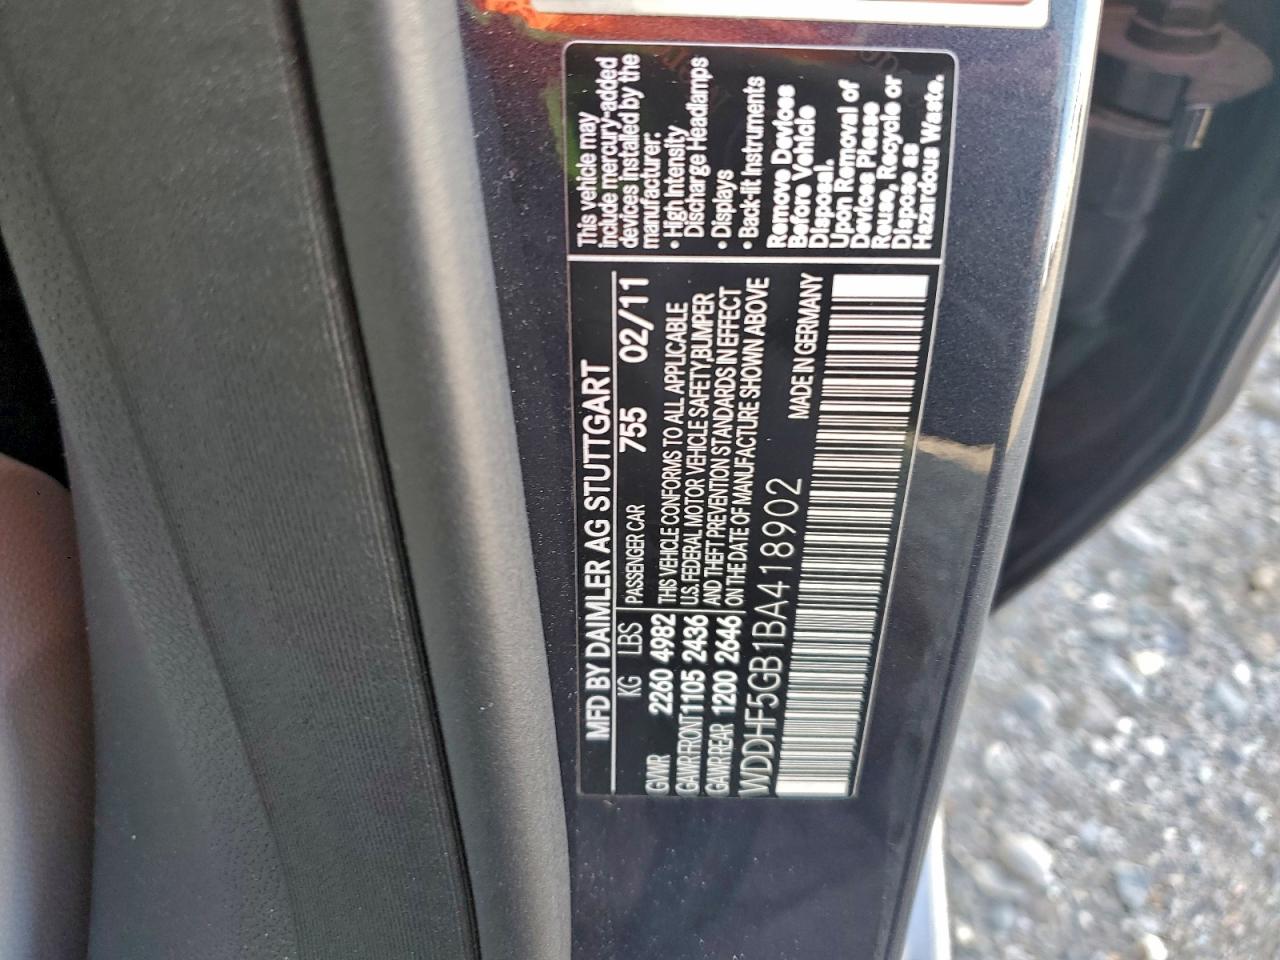 MFD BY DAIMLER AG STUTTGART
KG LBS PASSENGER CAR 755 02/11
GVWR 2260 4982
GAWR FRONT 1105 2436
GAWR REAR 1200 2646
THIS VEHICLE CONFORMS TO ALL APPLICABLE
U.S. FEDERAL MOTOR VEHICLE SAFETY,BUMPER
AND THEFT PREVENTION STANDARDS IN EFFECT
ON THE DATE OF MANUFACTURE SHOWN ABOVE
WDDHF5GB1BA418902
MADE IN GERMANY
This vehicle may
include mercury-added
devices installed by the
manufacturer:
• High Intensity
Discharge Headlamps
• Displays
• Back-lit Instruments
Remove Devices
Before Vehicle
Disposal.
Upon Removal of
Devices Please
Reuse, Recycle or
Dispose as
Hazardous Waste.